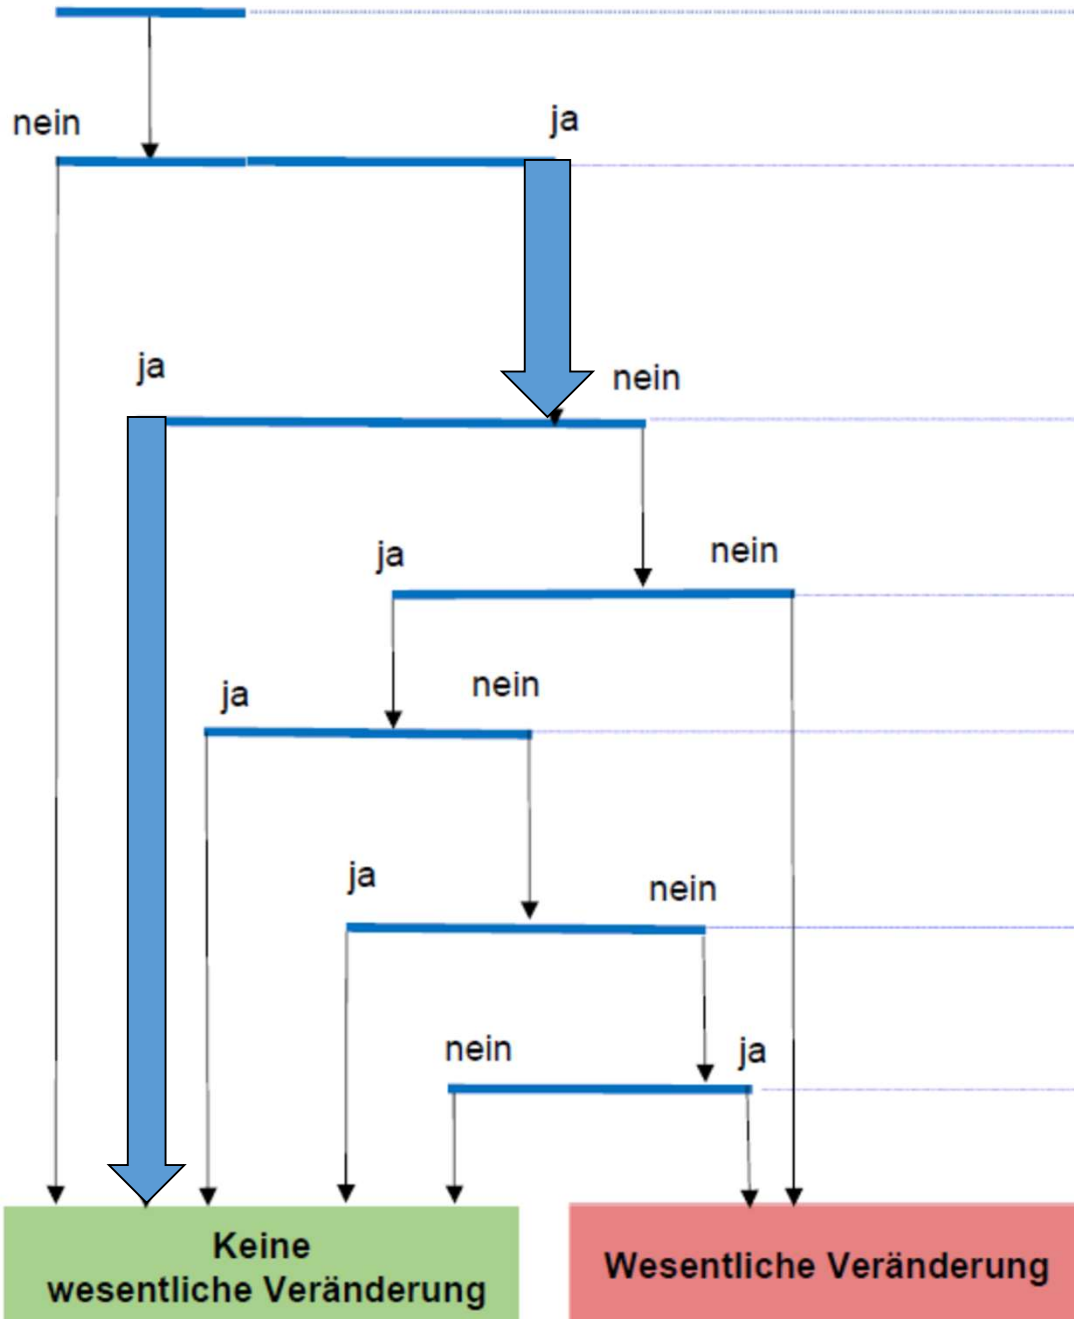 nein
ja
ja
nein
ja
nein
ja
nein
ja
nein
nein
ja
Keine
wesentliche Veränderung
Wesentliche Veränderung